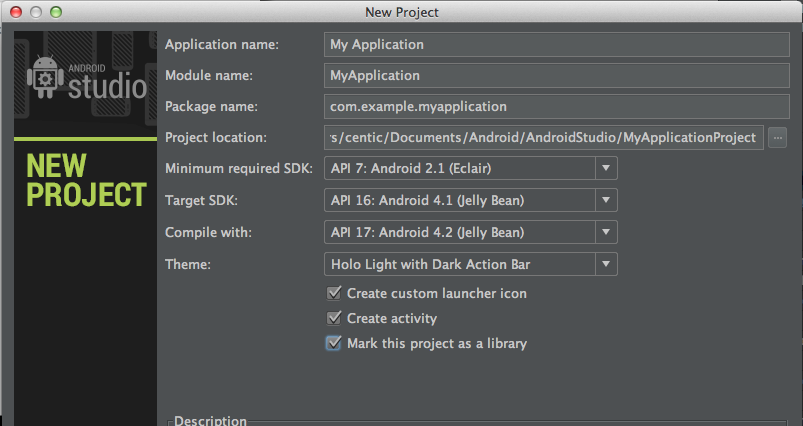 New Project
ANDROID
studio
NEW
PROJECT
Application name: My Application
Module name: MyApplication
Package name: com.example.myapplication
Project location: s/centic/Documents/Android/AndroidStudio/MyApplicationProject ...
Minimum required SDK: API 7: Android 2.1 (Eclair)
Target SDK: API 16: Android 4.1 (Jelly Bean)
Compile with: API 17: Android 4.2 (Jelly Bean)
Theme: Holo Light with Dark Action Bar
Create custom launcher icon
Create activity
Mark this project as a library
Description